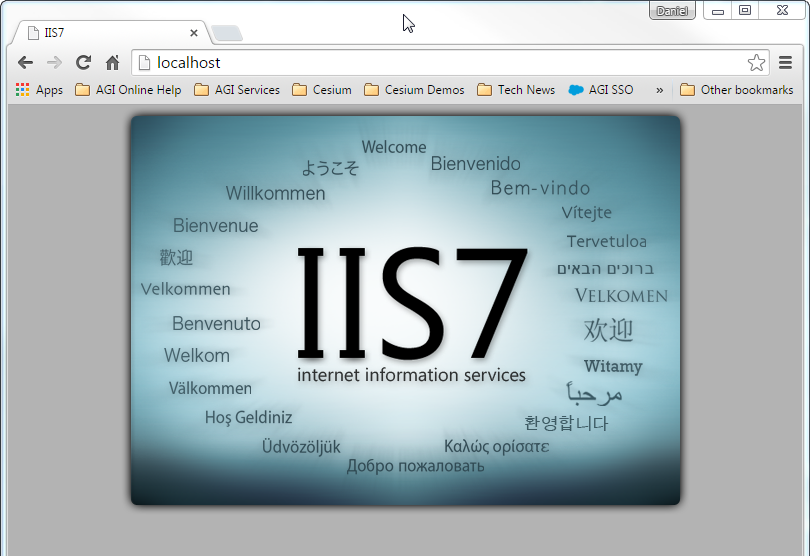 Daniel
IIS7
localhost
Apps AGI Online Help AGI Services Cesium Cesium Demos Tech News AGI SSO » Other bookmarks
Welcome
ようこそ
Bienvenido
Willkommen
Bem-vindo
Bienvenue
Vítejte
歡迎
Tervetuloa
Velkommen
ברוכים הבאים
VELKOMEN
Benvenuto
欢迎
Welkom
Witamy
Välkommen
مرحباً
Hoş Geldiniz
환영합니다
Üdvözöljük
Καλώς ορίσατε
Добро пожаловать
IIS7
internet information services